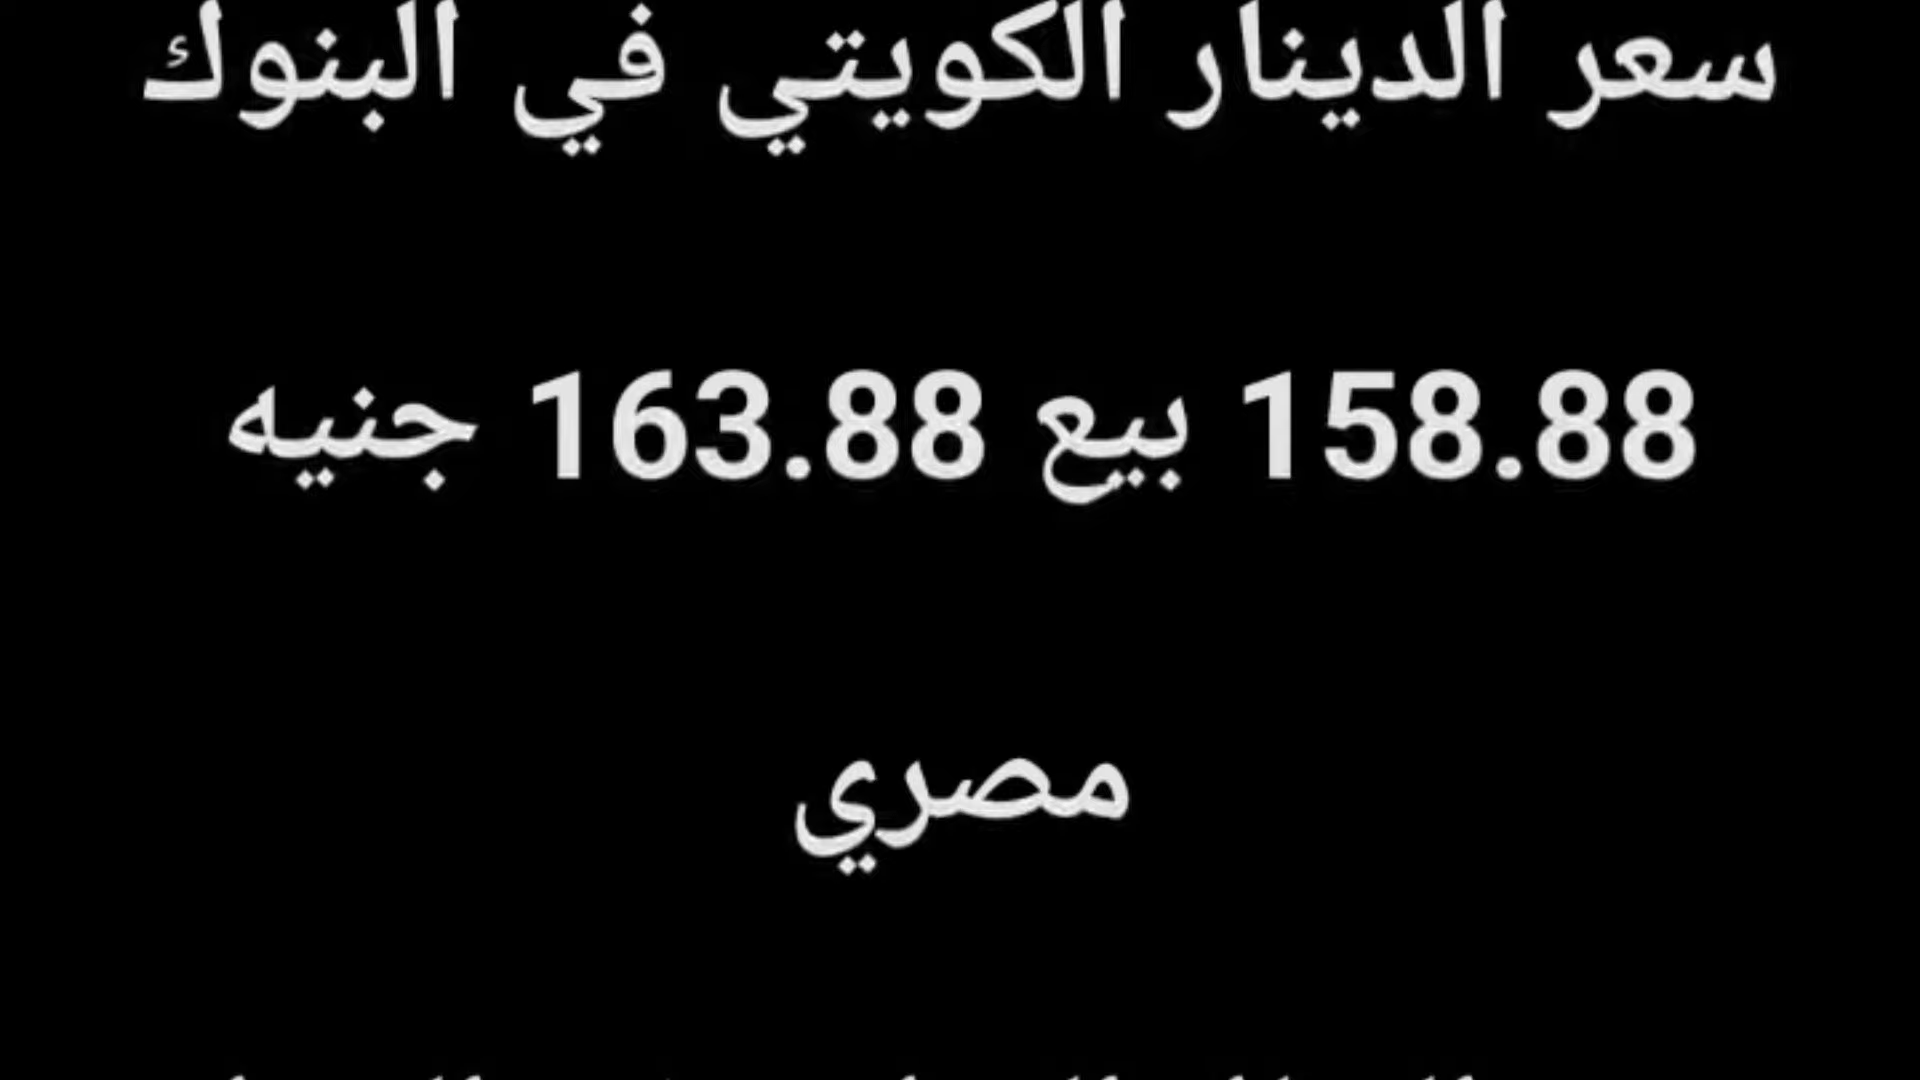 سعر الدينار الكويتي في البنوك
158.88 بيع 163.88 جنيه
مصري